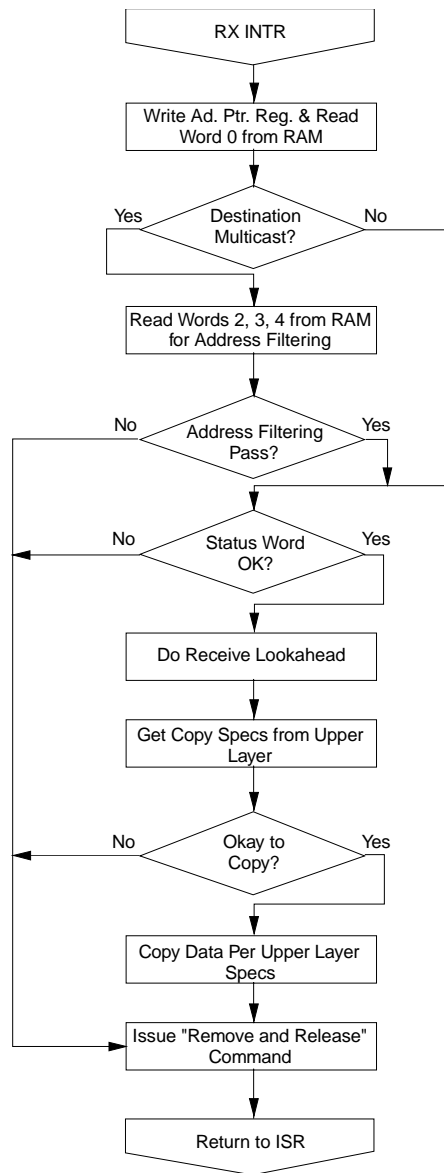 RX INTR
Write Ad. Ptr. Reg. & Read
Word 0 from RAM
Yes
Destination
No
Multicast?
Read Words 2, 3, 4 from RAM
for Address Filtering
No
Address Filtering
Yes
Pass?
No
Status Word
Yes
OK?
Do Receive Lookahead
Get Copy Specs from Upper
Layer
No
Okay to
Yes
Copy?
Copy Data Per Upper Layer
Specs
Issue "Remove and Release"
Command
Return to ISR